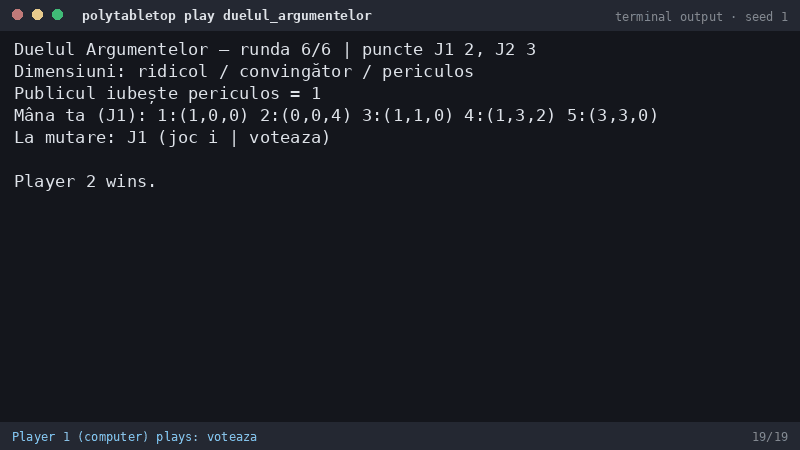 polytabletop play duelul_argumentelor
terminal output · seed 1
Duelul Argumentelor — runda 6/6 | puncte J1 2, J2 3
Dimensiuni: ridicol / convingător / periculos
Publicul iubește periculos = 1
Mâna ta (J1): 1:(1,0,0) 2:(0,0,4) 3:(1,1,0) 4:(1,3,2) 5:(3,3,0)
La mutare: J1 (joc i | voteaza)
Player 2 wins.
Player 1 (computer) plays: voteaza
19/19